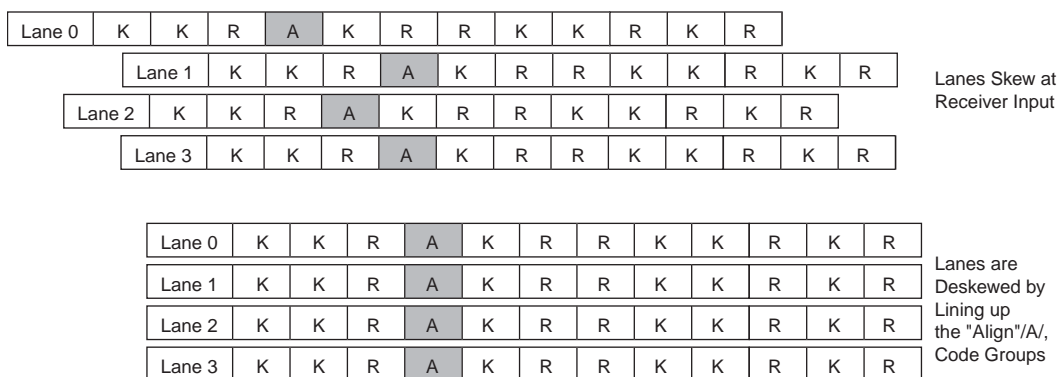 Lane 0 K K R A K R R K K R K R
Lane 1 K K R A K R R K K R K R
Lane 2 K K R A K R R K K R K R
Lane 3 K K R A K R R K K R K R
Lanes Skew at
Receiver Input
Lane 0 K K R A K R R K K R K R
Lane 1 K K R A K R R K K R K R
Lane 2 K K R A K R R K K R K R
Lane 3 K K R A K R R K K R K R
Lanes are
Deskewed by
Lining up
the "Align"/A/,
Code Groups